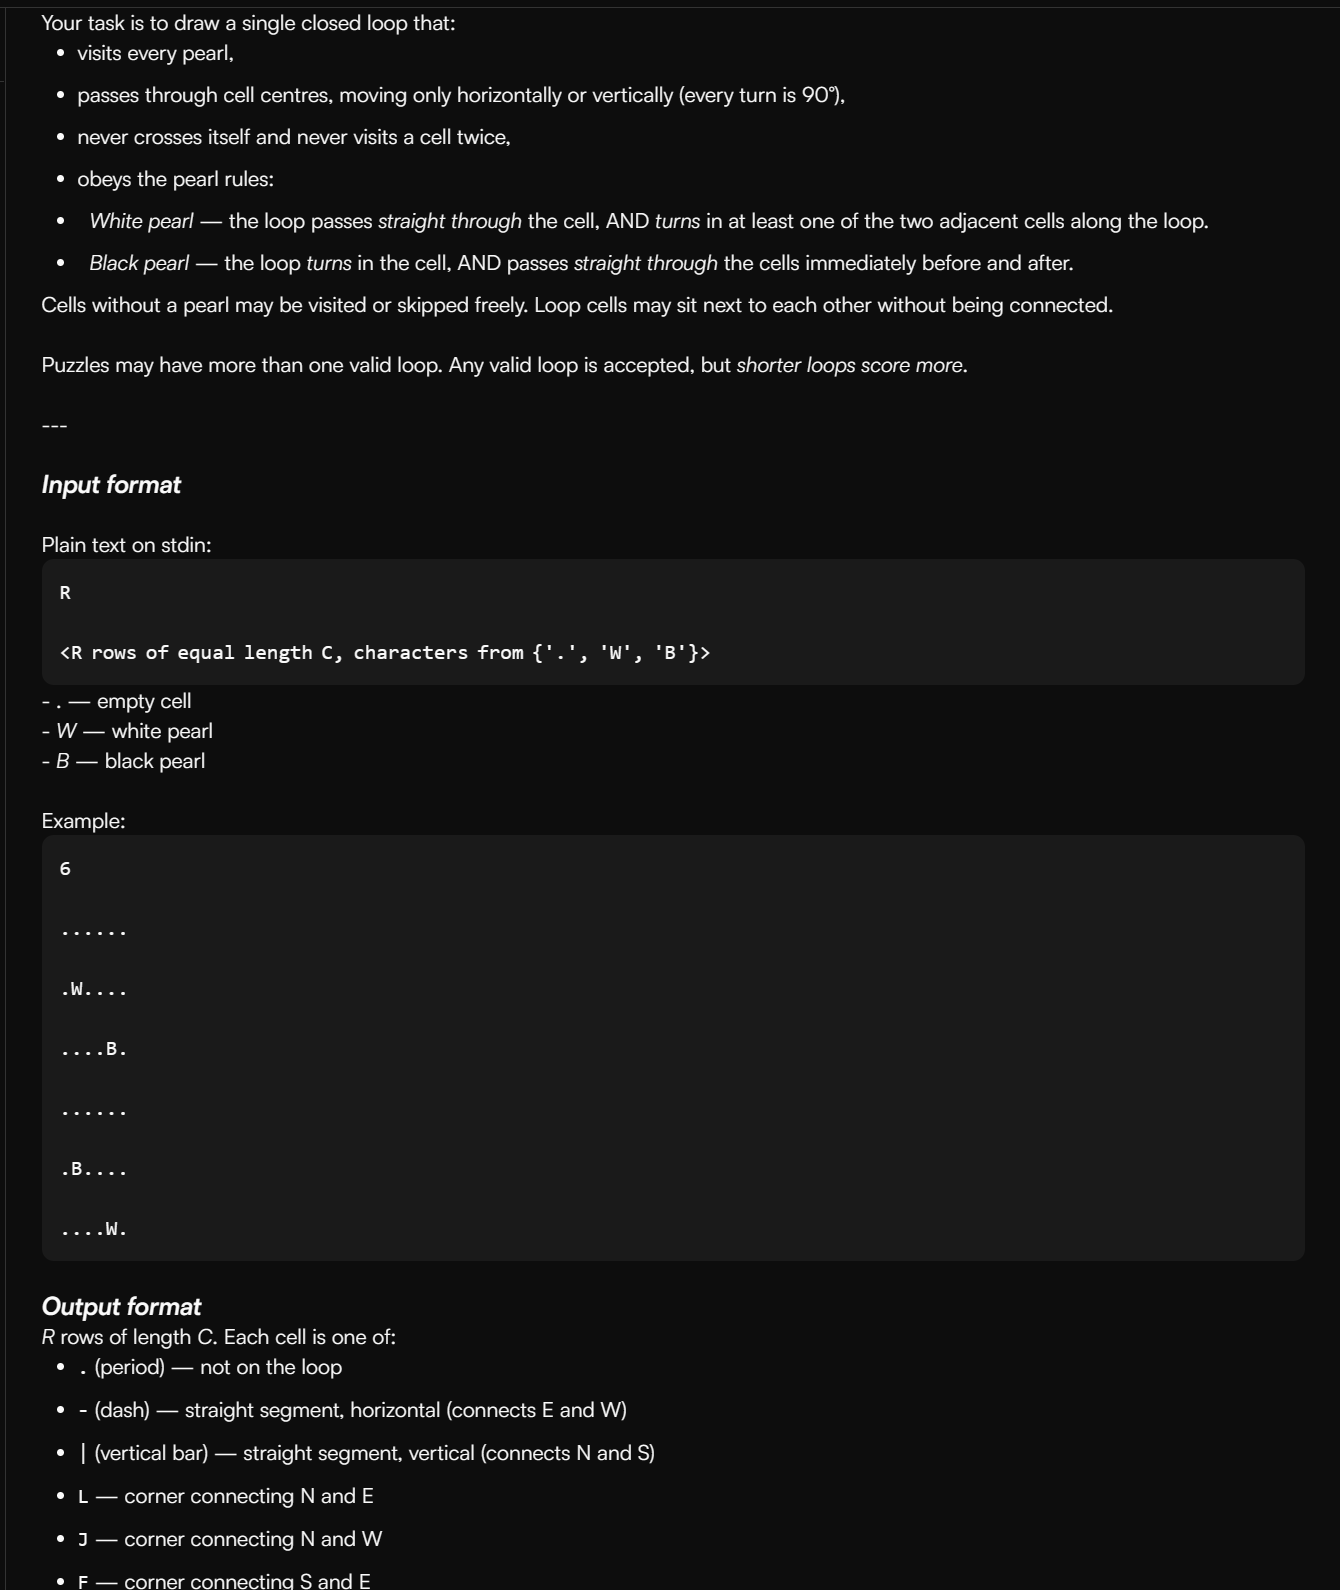 Your task is to draw a single closed loop that:
• visits every pearl,
• passes through cell centres, moving only horizontally or vertically (every turn is 90°),
• never crosses itself and never visits a cell twice,
• obeys the pearl rules:
• White pearl — the loop passes straight through the cell, AND turns in at least one of the two adjacent cells along the loop.
• Black pearl — the loop turns in the cell, AND passes straight through the cells immediately before and after.
Cells without a pearl may be visited or skipped freely. Loop cells may sit next to each other without being connected.
Puzzles may have more than one valid loop. Any valid loop is accepted, but shorter loops score more.
---
Input format
Plain text on stdin:
R
<R rows of equal length C, characters from {'.', 'W', 'B'}>
- . — empty cell
- W — white pearl
- B — black pearl
Example:
6
......
.W....
....B.
......
.B....
....W.
Output format
R rows of length C. Each cell is one of:
• . (period) — not on the loop
• - (dash) — straight segment, horizontal (connects E and W)
• | (vertical bar) — straight segment, vertical (connects N and S)
• L — corner connecting N and E
• J — corner connecting N and W
• F — corner connecting S and E